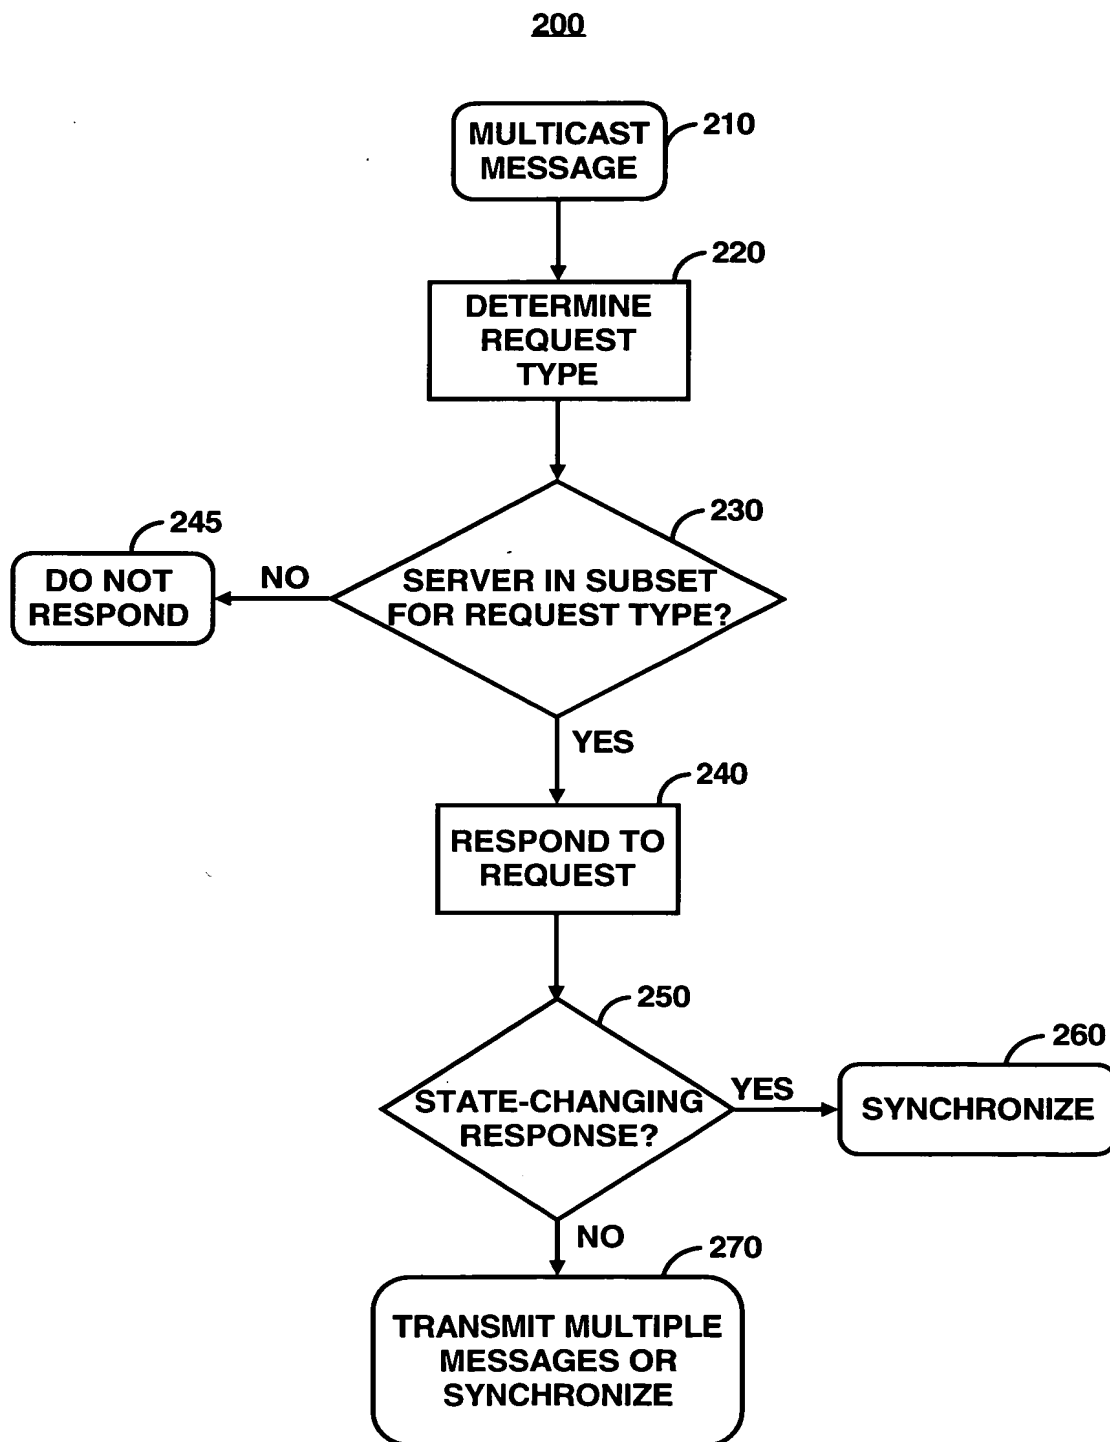 200
MULTICAST
MESSAGE
210
DETERMINE
REQUEST
TYPE
220
SERVER IN SUBSET
FOR REQUEST TYPE?
230
NO
DO NOT
RESPOND
245
YES
RESPOND TO
REQUEST
240
STATE-CHANGING
RESPONSE?
250
YES
SYNCHRONIZE
260
NO
TRANSMIT MULTIPLE
MESSAGES OR
SYNCHRONIZE
270